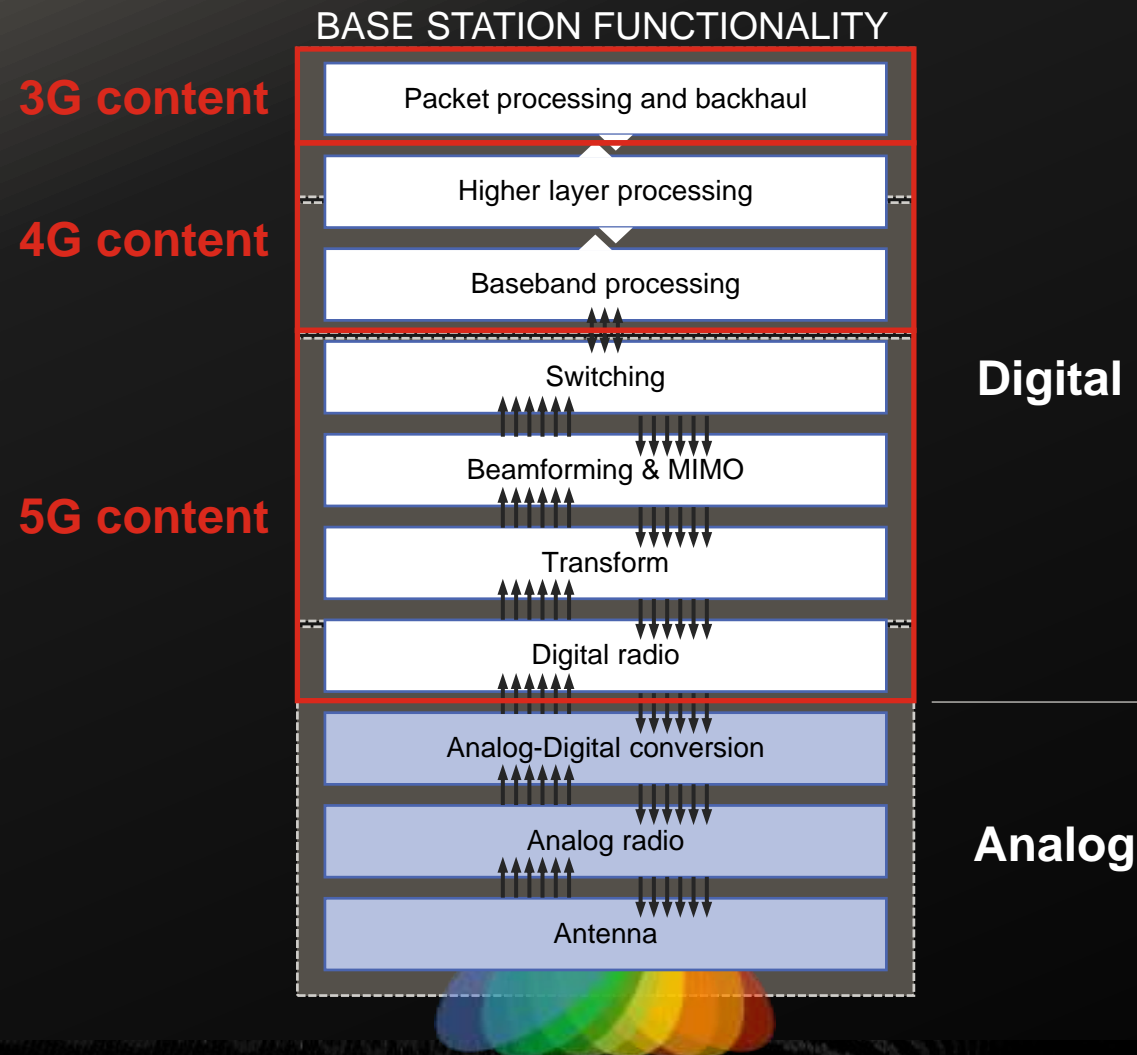 BASE STATION FUNCTIONALITY
3G content
Packet processing and backhaul
Higher layer processing
4G content
Baseband processing
Switching
Digital
Beamforming & MIMO
5G content
Transform
Digital radio
Analog-Digital conversion
Analog radio
Analog
Antenna